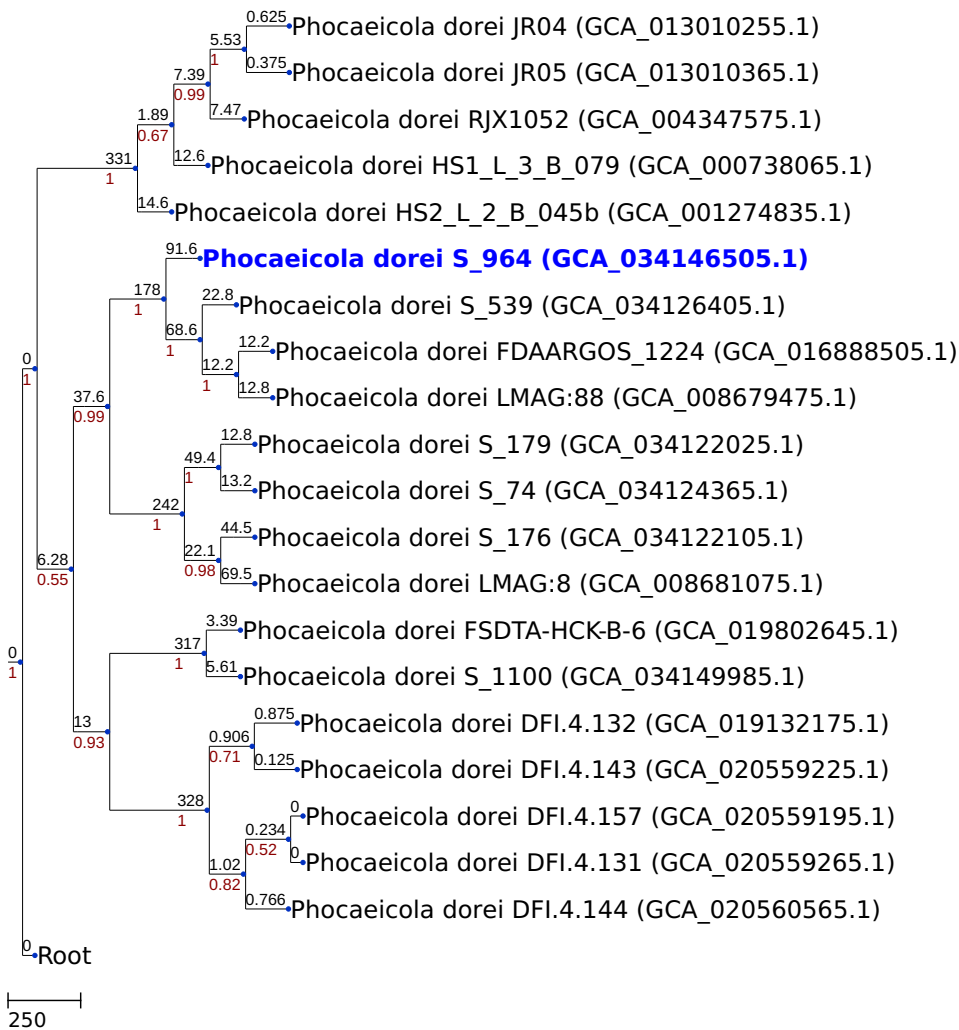 0.625
Phocaeicola dorei JR04 (GCA_013010255.1)
5.53
1
0.375
Phocaeicola dorei JR05 (GCA_013010365.1)
7.39
0.99
7.47
Phocaeicola dorei RJX1052 (GCA_004347575.1)
1.89
0.67
12.6
Phocaeicola dorei HS1_L_3_B_079 (GCA_000738065.1)
331
1
14.6
Phocaeicola dorei HS2_L_2_B_045b (GCA_001274835.1)
91.6
Phocaeicola dorei S_964 (GCA_034146505.1)
178
1
22.8
Phocaeicola dorei S_539 (GCA_034126405.1)
68.6
1
12.2
Phocaeicola dorei FDAARGOS_1224 (GCA_016888505.1)
0
1
12.2
1
12.8
Phocaeicola dorei LMAG:88 (GCA_008679475.1)
37.6
0.99
12.8
Phocaeicola dorei S_179 (GCA_034122025.1)
49.4
1
13.2
Phocaeicola dorei S_74 (GCA_034124365.1)
242
1
44.5
Phocaeicola dorei S_176 (GCA_034122105.1)
6.28
0.55
22.1
0.98
69.5
Phocaeicola dorei LMAG:8 (GCA_008681075.1)
3.39
Phocaeicola dorei FSDTA-HCK-B-6 (GCA_019802645.1)
0
1
317
1
5.61
Phocaeicola dorei S_1100 (GCA_034149985.1)
13
0.93
0.875
Phocaeicola dorei DFI.4.132 (GCA_019132175.1)
0.906
0.71
0.125
Phocaeicola dorei DFI.4.143 (GCA_020559225.1)
328
1
0
Phocaeicola dorei DFI.4.157 (GCA_020559195.1)
0.234
0.52
0
Phocaeicola dorei DFI.4.131 (GCA_020559265.1)
1.02
0.82
0.766
Phocaeicola dorei DFI.4.144 (GCA_020560565.1)
0
Root
250